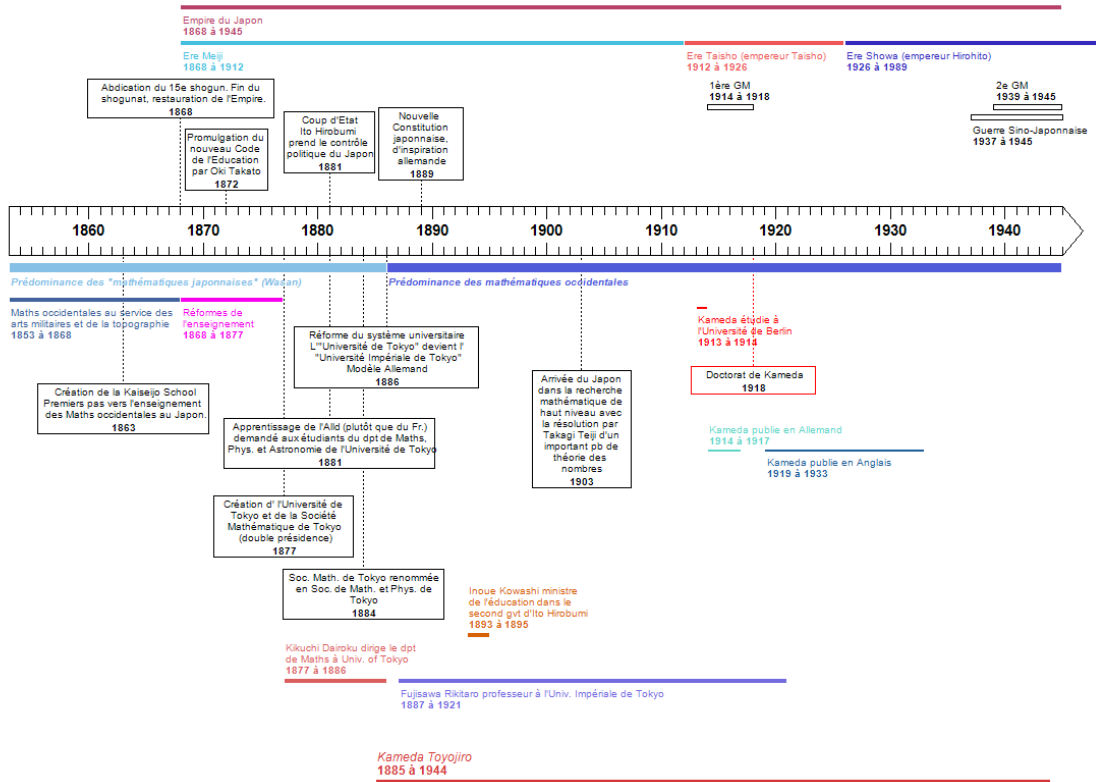 Empire du Japon
1868 à 1945
Ere Meiji
1868 à 1912
Ere Taisho (empereur Taisho)
1912 à 1926
Ere Showa (empereur Hirohito)
1926 à 1989
Abdication du 15e shogun. Fin du
shogunat, restauration de l'Empire.
1868
Promulgation du
nouveau Code
de l'Education
par Oki Takato
1872
Coup d'Etat
Ito Hirobumi
prend le contrôle
politique du Japon
1881
Nouvelle
Constitution
japonnaise,
d'inspiration
allemande
1889
1ère GM
1914 à 1918
2e GM
1939 à 1945
Guerre Sino-Japonnaise
1937 à 1945
1860 1870 1880 1890 1900 1910 1920 1930 1940
Prédominance des "mathématiques japonnaises" (Wasan)
Prédominance des mathématiques occidentales
Maths occidentales au service des
arts militaires et de la topographie
1853 à 1868
Réformes de
l'enseignement
1868 à 1877
Kameda étudie à
l'Université de Berlin
1913 à 1914
Réforme du système universitaire
L'"Université de Tokyo" devient l'
"Université Impériale de Tokyo"
Modèle Allemand
1886
Création de la Kaiseijo School
Premiers pas vers l'enseignement
des Maths occidentales au Japon.
1863
Arrivée du Japon
dans la recherche
mathématique de
haut niveau avec
la résolution par
Takagi Teiji d'un
important pb de
théorie des
nombres
1903
Doctorat de Kameda
1918
Apprentissage de l'Alld (plutôt que du Fr.)
demandé aux étudiants du dpt de Maths,
Phys. et Astronomie de l'Université de Tokyo
1881
Kameda publie en Allemand
1914 à 1917
Kameda publie en Anglais
1919 à 1933
Création d' l'Université de
Tokyo et de la Société
Mathématique de Tokyo
(double présidence)
1877
Soc. Math. de Tokyo renommée
en Soc. de Math. et Phys. de
Tokyo
1884
Inoue Kowashi ministre
de l'éducation dans le
second gvt d'Ito Hirobumi
1893 à 1895
Kikuchi Dairoku dirige le dpt
de Maths à Univ. of Tokyo
1877 à 1886
Fujisawa Rikitaro professeur à l'Univ. Impériale de Tokyo
1887 à 1921
Kameda Toyojiro
1885 à 1944